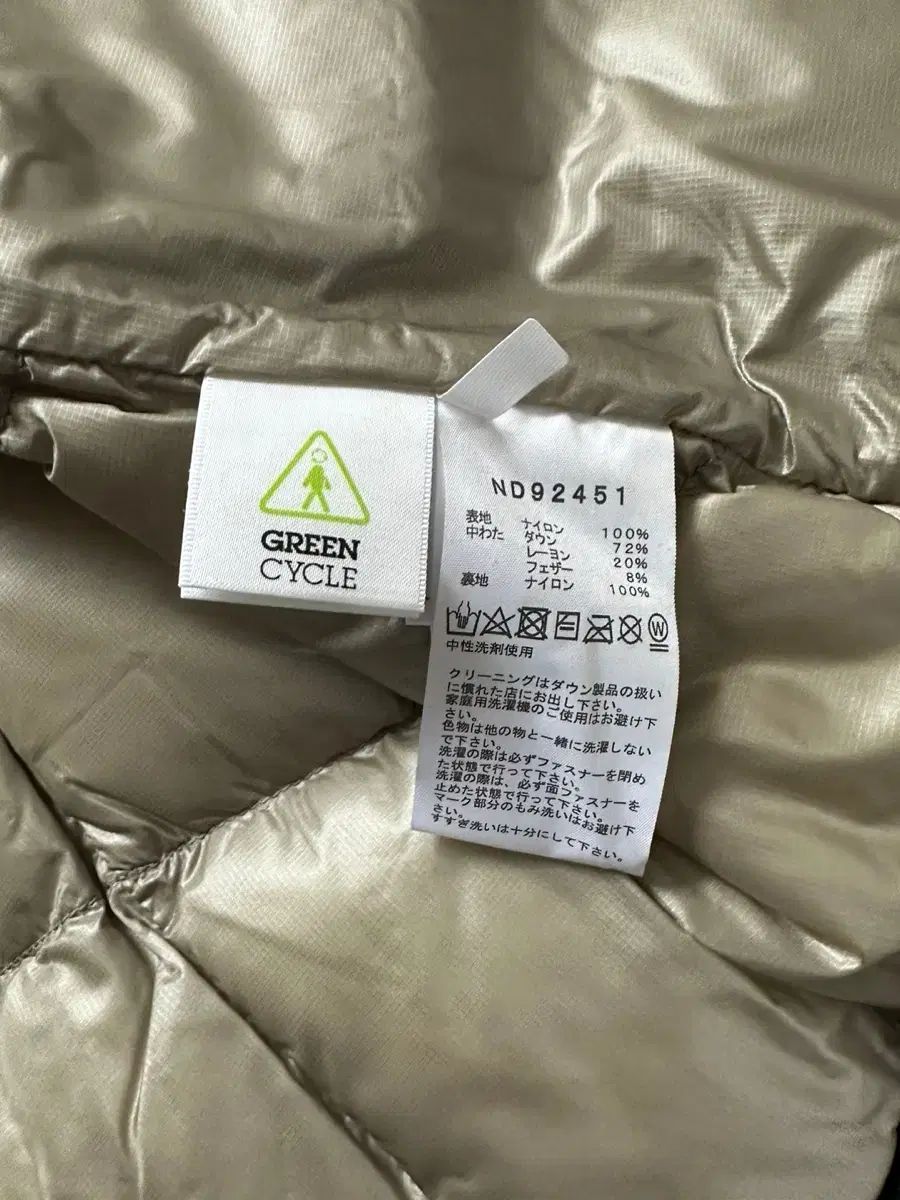 GREEN
CYCLE
ND92451
表地 ナイロン 100%
中わた ダウン 72%
レーヨン 20%
フェザー 8%
裏地 ナイロン 100%
W
中性洗剤使用
クリーニングはダウン製品の扱い
に慣れた店にお出し下さい。
家庭用洗濯機のご使用はお避け下
さい。
色物は他の物と一緒に洗濯しない
で下さい。
洗濯の際は必ずファスナーを閉め
た状態で行って下さい。
洗濯の際は、必ず面ファスナーを
止めた状態で行って下さい。
マーク部分のもみ洗いはお避け下
さい。
すすぎ洗いは十分にして下さい。